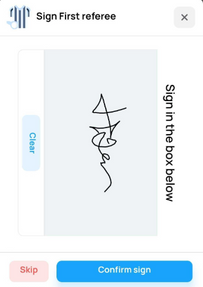 Sign First referee
Sign in the box below
Clear
Skip
Confirm sign